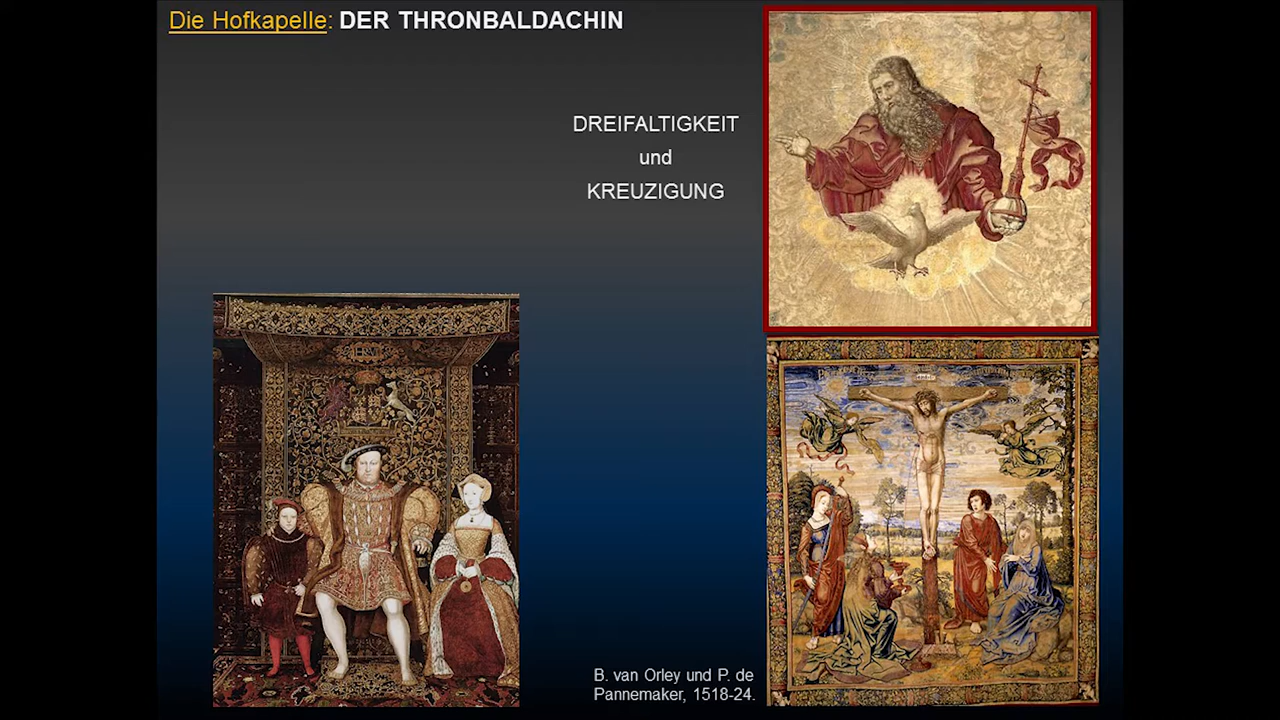 Die Hofkapelle: DER THRONBALDACHIN
DREIFALTIGKEIT
und
KREUZIGUNG
B. van Orley und P. de
Pannemaker, 1518-24.